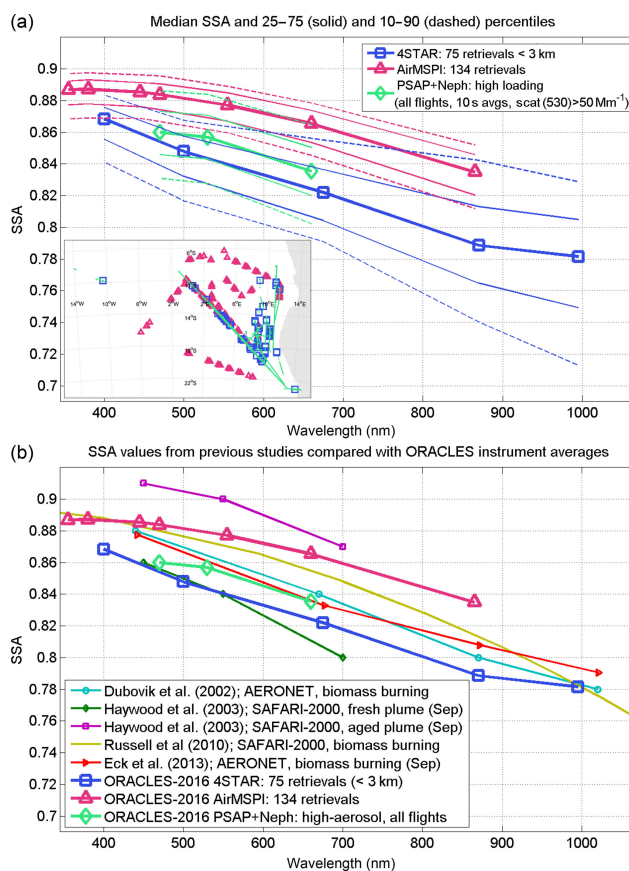 (a) Median SSA and 25–75 (solid) and 10–90 (dashed) percentiles
4STAR: 75 retrievals < 3 km
AirMSPI: 134 retrievals
PSAP+Neph: high loading
(all flights, 10 s avgs, scat (530)>50 Mm⁻¹)
0.9
0.88
0.86
0.84
0.82
0.8
0.78
0.76
0.74
0.72
0.7
SSA
6°S
10°S
14°S
18°S
22°S
14°W 10°W 6°W 2°W 2°E 6°E 10°E 14°E
400 500 600 700 800 900 1000
Wavelength (nm)
(b) SSA values from previous studies compared with ORACLES instrument averages
0.9
0.88
0.86
0.84
0.82
0.8
0.78
0.76
0.74
0.72
0.7
SSA
Dubovik et al. (2002); AERONET, biomass burning
Haywood et al. (2003); SAFARI-2000, fresh plume (Sep)
Haywood et al. (2003); SAFARI-2000, aged plume (Sep)
Russell et al (2010); SAFARI-2000, biomass burning
Eck et al. (2013); AERONET, biomass burning (Sep)
ORACLES-2016 4STAR: 75 retrievals (< 3 km)
ORACLES-2016 AirMSPI: 134 retrievals
ORACLES-2016 PSAP+Neph: high-aerosol, all flights
400 500 600 700 800 900 1000
Wavelength (nm)